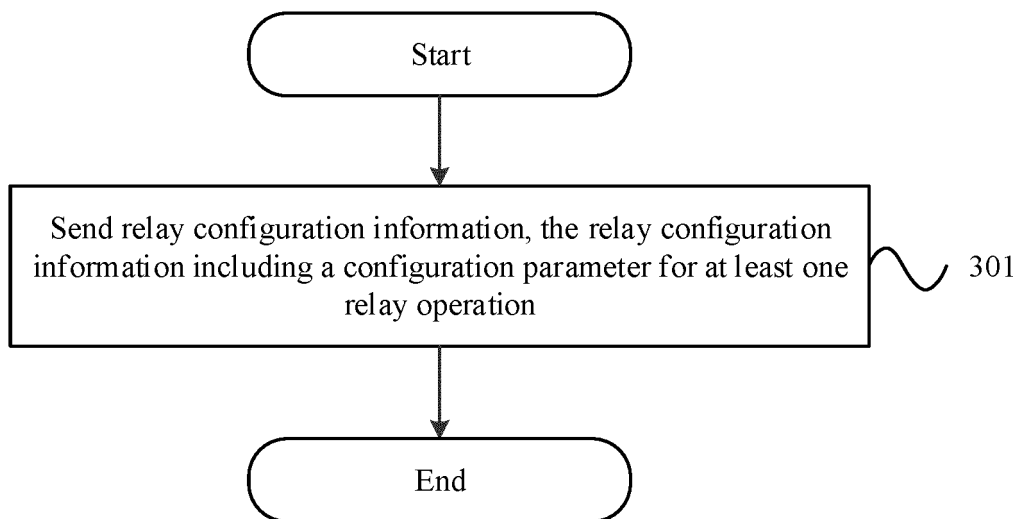 Start
Send relay configuration information, the relay configuration
information including a configuration parameter for at least one
relay operation
301
End